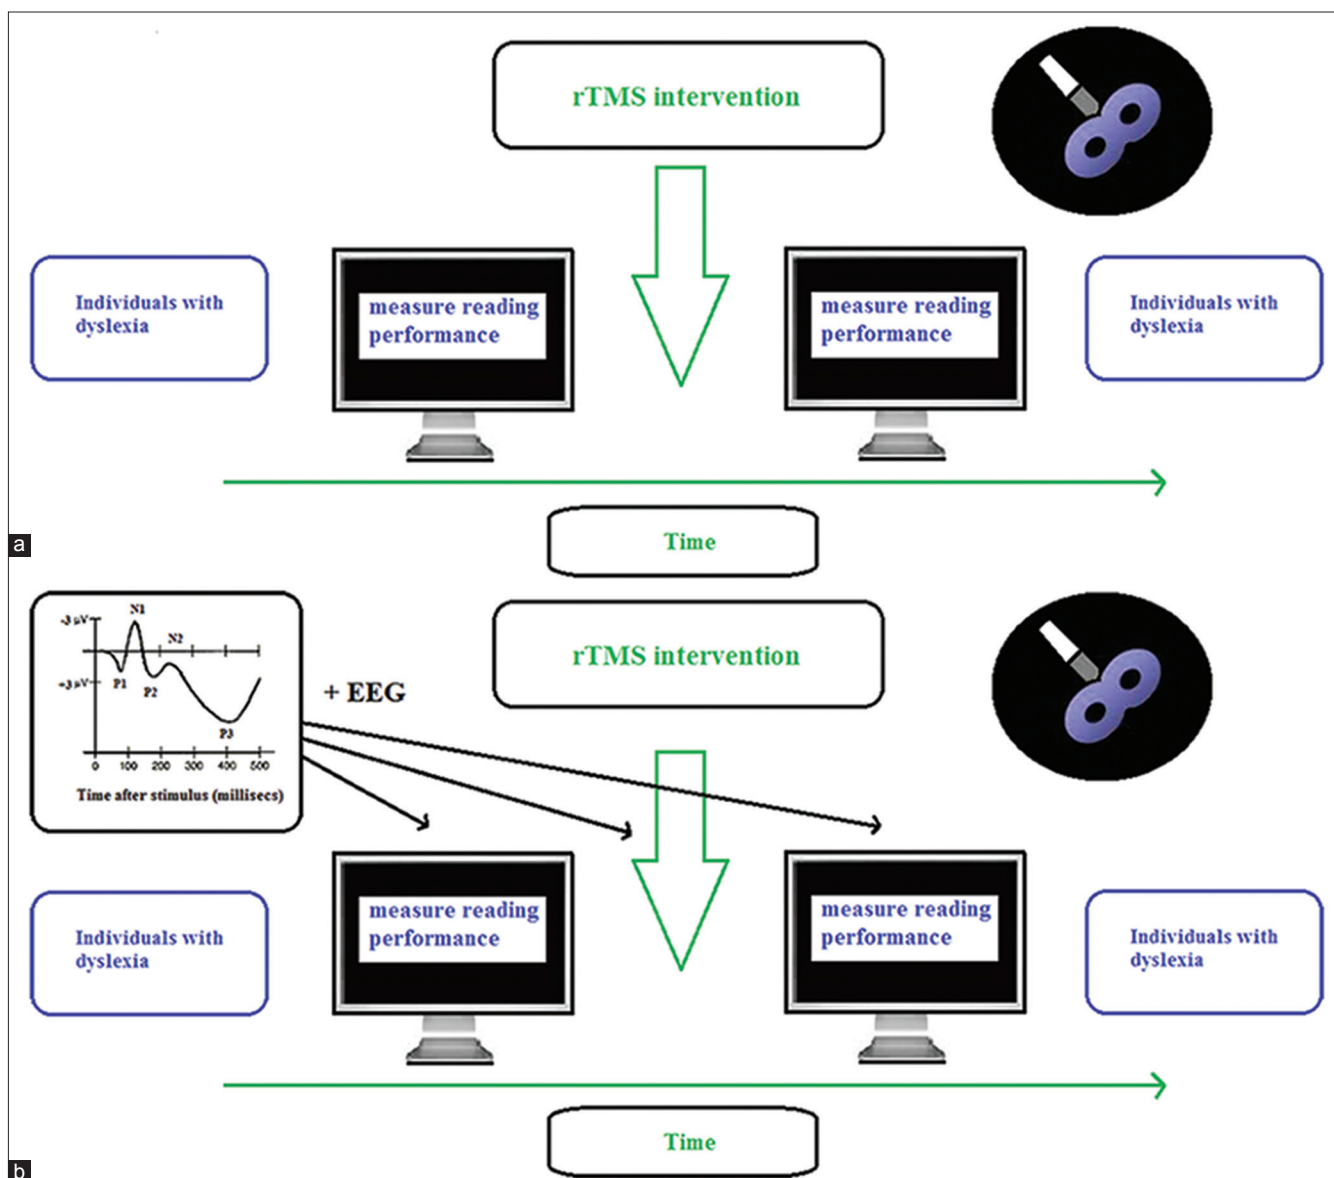 rTMS intervention
Individuals with
dyslexia
measure reading
performance
measure reading
performance
Individuals with
dyslexia
Time
a
-3 μV
N1
N2
+3 μV
P1
P2
P3
0 100 200 300 400 500
Time after stimulus (millisecs)
+ EEG
rTMS intervention
Individuals with
dyslexia
measure reading
performance
measure reading
performance
Individuals with
dyslexia
Time
b